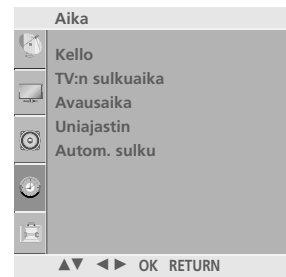 Aika
Kello
TV:n sulkuaika
Avausaika
Uniajastin
Autom. sulku
▲▼ ◄► OK RETURN